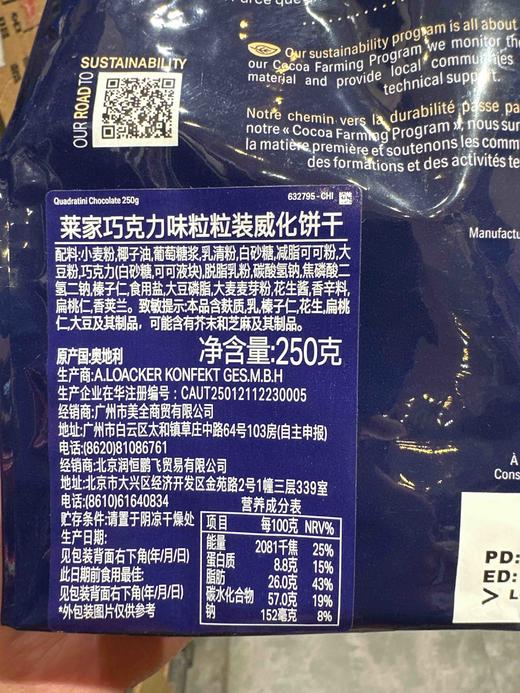 OUR ROAD TO SUSTAINABILITY
Our sustainability program is all about
our Cocoa Farming Program we monitor the
material and provide local communities
technical support.
Notre chemin vers la durabilité passe pa
notre « Cocoa Farming Program », nous sur
la matière première et soutenons les comm
des formations et des activités te
Manufactu
Quadratini Chocolate 250g
632795-CHI
莱家巧克力味粒粒装威化饼干
配料:小麦粉,椰子油,葡萄糖浆,乳清粉,白砂糖,减脂可可粉,大
豆粉,巧克力(白砂糖,可可液块),脱脂乳粉,碳酸氢钠,焦磷酸二
氢二钠,榛子仁,食用盐,大豆磷脂,大麦麦芽粉,花生酱,香辛料,
扁桃仁,香荚兰。致敏提示:本品含麸质,乳,榛子仁,花生,扁桃
仁,大豆及其制品，可能含有芥末和芝麻及其制品。
原产国:奥地利
净含量:250克
生产商:A.LOACKER KONFEKT GES.M.B.H
生产企业在华注册编号：CAUT25012112230005
经销商:广州市美全商贸有限公司
地址:广州市白云区太和镇草庄中路64号103房(自主申报)
电话:(8620)81086761
经销商:北京润恒鹏飞贸易有限公司
地址:北京市大兴区经济开发区金苑路2号1幢三层339室
电话:(8610)61640834
贮存条件:请置于阴凉干燥处
生产日期:
见包装背面右下角(年/月/日)
此日期前食用最佳:
见包装背面右下角(年/月/日)
*外包装图片仅供参考
营养成分表
项目 每100克 NRV%
能量 2081千焦 25%
蛋白质 8.8克 15%
脂肪 26.0克 43%
碳水化合物 57.0克 19%
钠 152毫克 8%
À
Cons
PD:
ED:
> L